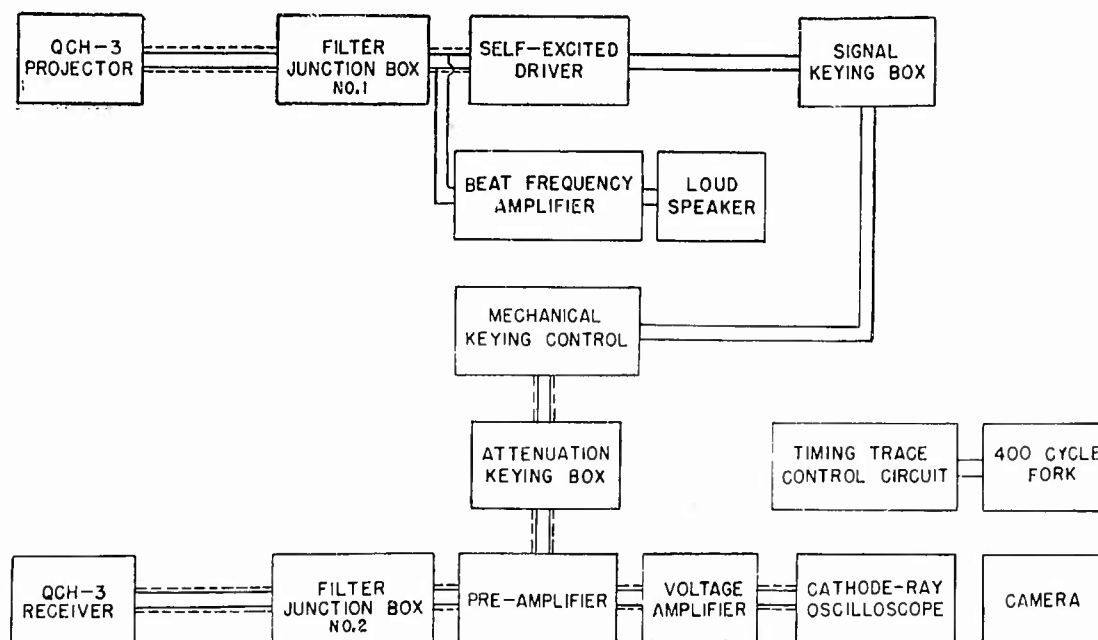 QCH-3
PROJECTOR
FILTER
JUNCTION BOX
NO.1
SELF-EXCITED
DRIVER
SIGNAL
KEYING BOX
BEAT FREQUENCY
AMPLIFIER
LOUD
SPEAKER
MECHANICAL
KEYING CONTROL
ATTENUATION
KEYING BOX
TIMING TRACE
CONTROL CIRCUIT
400 CYCLE
FORK
QCH-3
RECEIVER
FILTER
JUNCTION BOX
NO.2
PRE-AMPLIFIER
VOLTAGE
AMPLIFIER
CATHODE-RAY
OSCILLOSCOPE
CAMERA